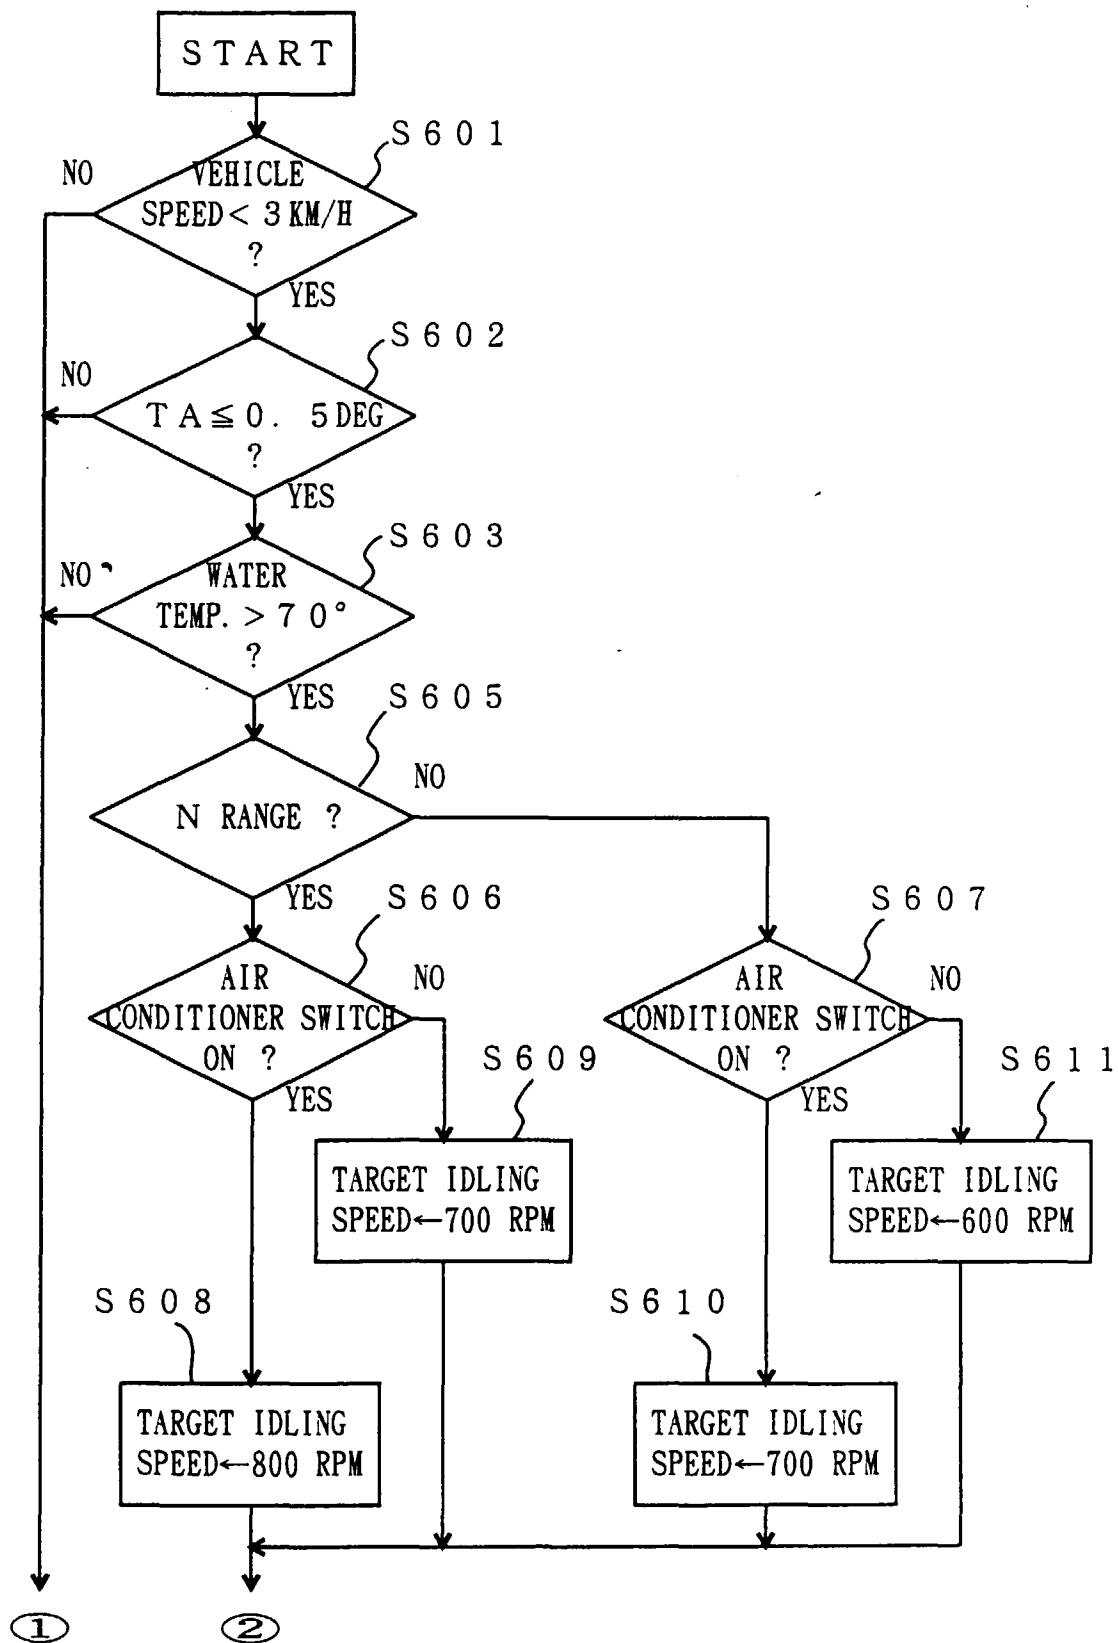 START
S601
NO
VEHICLE
SPEED< 3 KM/H
?
YES
S602
NO
TA≦0. 5 DEG
?
YES
S603
NO
WATER
TEMP. >70°
?
YES
S605
NO
N RANGE ?
YES
S606
S607
AIR
CONDITIONER SWITCH
ON ?
NO
YES
AIR
CONDITIONER SWITCH
ON ?
NO
YES
S609
S611
TARGET IDLING
SPEED←700 RPM
TARGET IDLING
SPEED←600 RPM
S608
S610
TARGET IDLING
SPEED←800 RPM
TARGET IDLING
SPEED←700 RPM
① ②